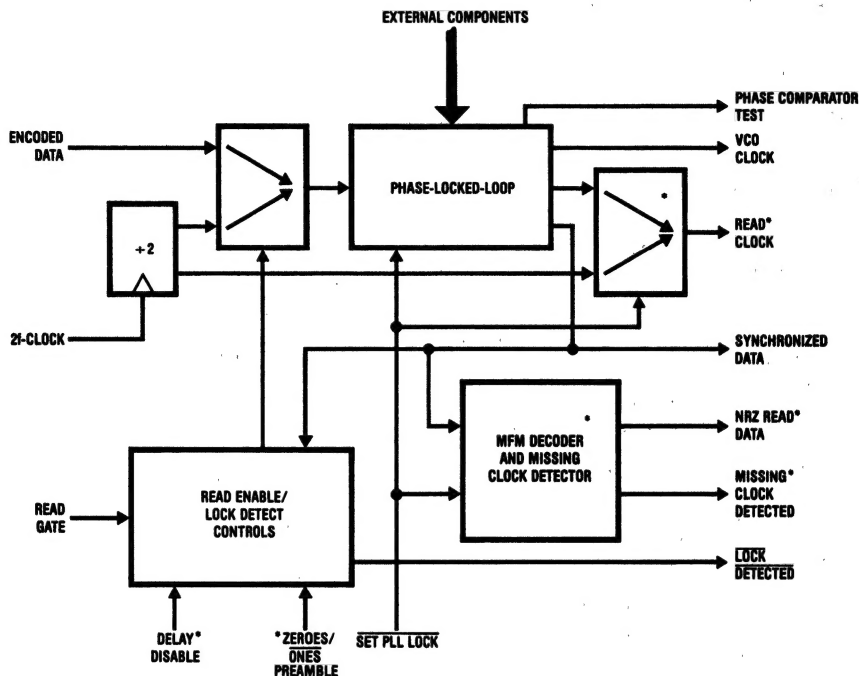 EXTERNAL COMPONENTS
PHASE COMPARATOR
TEST
ENCODED
DATA
VCO
CLOCK
PHASE-LOCKED-LOOP
*
READ*
CLOCK
÷2
2f-CLOCK
SYNCHRONIZED
DATA
*
MFM DECODER
AND MISSING
CLOCK DETECTOR
NRZ READ*
DATA
MISSING*
CLOCK
DETECTED
READ ENABLE/
LOCK DETECT
CONTROLS
READ
GATE
LOCK
DETECTED
DELAY*
DISABLE
*ZEROES/
ONES
PREAMBLE
SET PLL LOCK